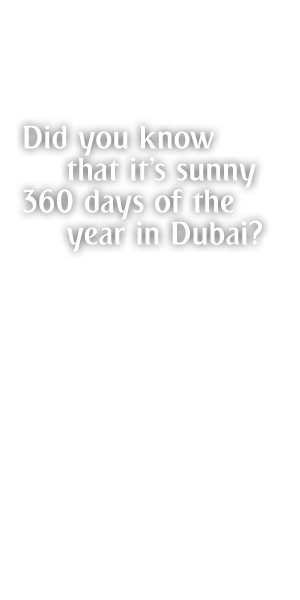 Did you know
that it's sunny
360 days of the
year in Dubai?